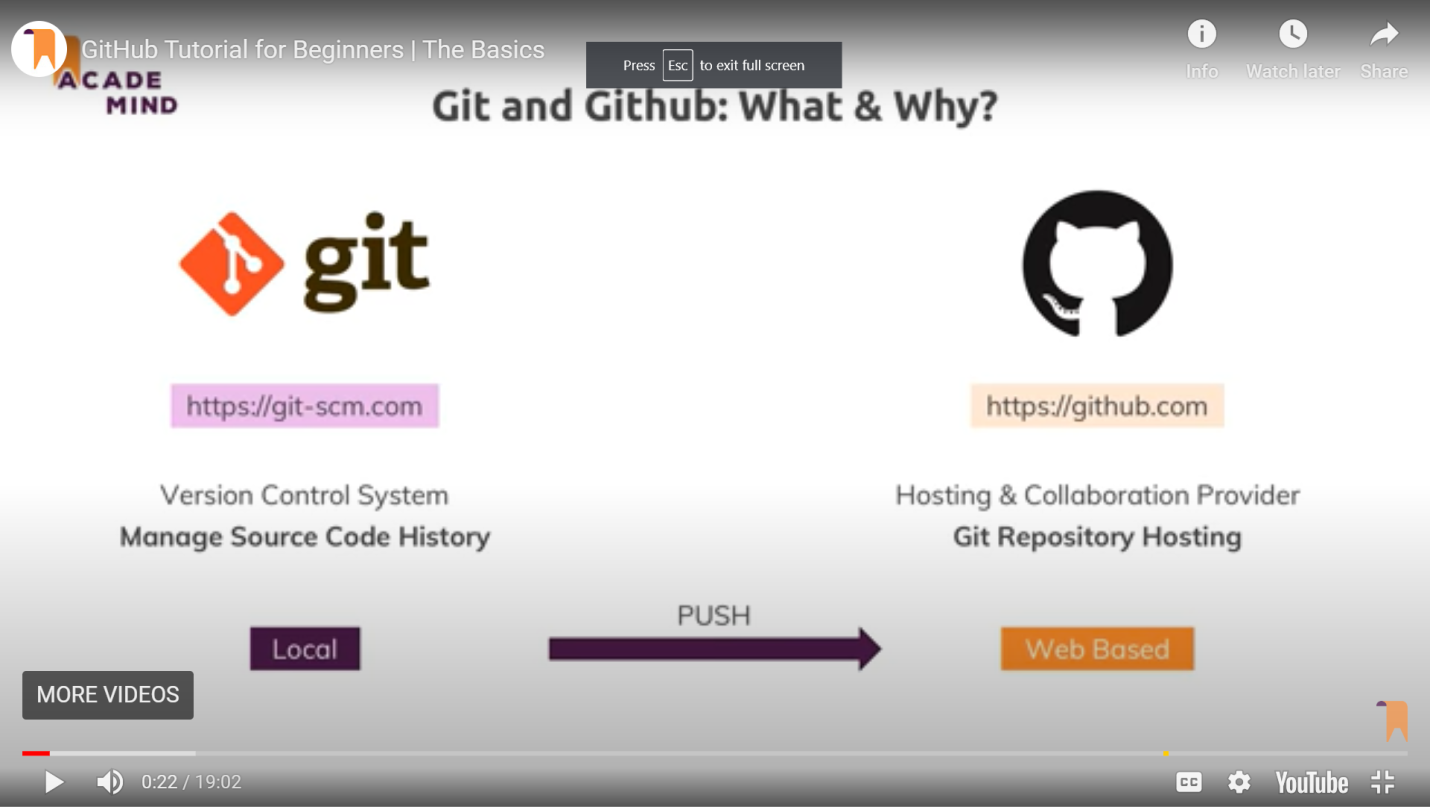 GitHub Tutorial for Beginners | The Basics
Press Esc to exit full screen
Info
Watch later
Share
ACADE
MIND
Git and Github: What & Why?
git
https://git-scm.com
https://github.com
Version Control System
Manage Source Code History
Hosting & Collaboration Provider
Git Repository Hosting
PUSH
Local
Web Based
MORE VIDEOS
0:22 / 19:02
CC
YouTube